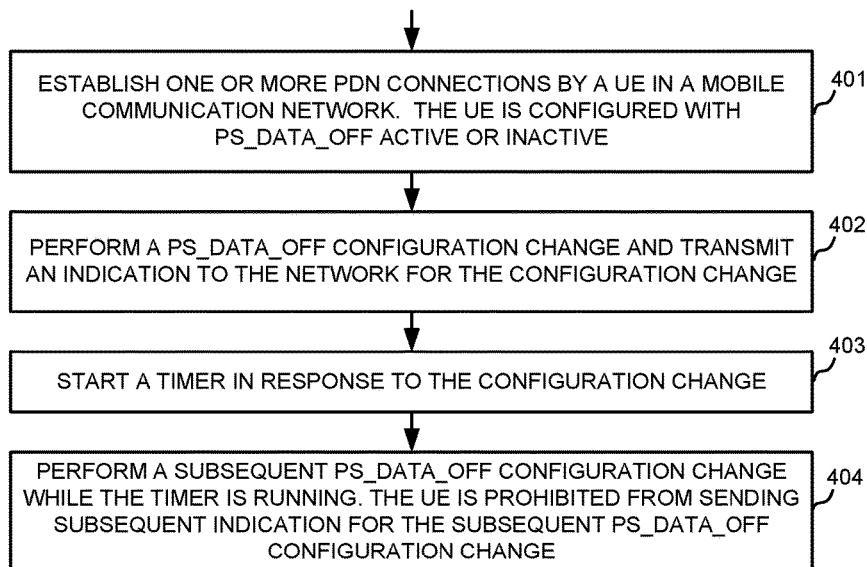 ESTABLISH ONE OR MORE PDN CONNECTIONS BY A UE IN A MOBILE
COMMUNICATION NETWORK. THE UE IS CONFIGURED WITH
PS_DATA_OFF ACTIVE OR INACTIVE
401
PERFORM A PS_DATA_OFF CONFIGURATION CHANGE AND TRANSMIT
AN INDICATION TO THE NETWORK FOR THE CONFIGURATION CHANGE
402
START A TIMER IN RESPONSE TO THE CONFIGURATION CHANGE
403
PERFORM A SUBSEQUENT PS_DATA_OFF CONFIGURATION CHANGE
WHILE THE TIMER IS RUNNING. THE UE IS PROHIBITED FROM SENDING
SUBSEQUENT INDICATION FOR THE SUBSEQUENT PS_DATA_OFF
CONFIGURATION CHANGE
404